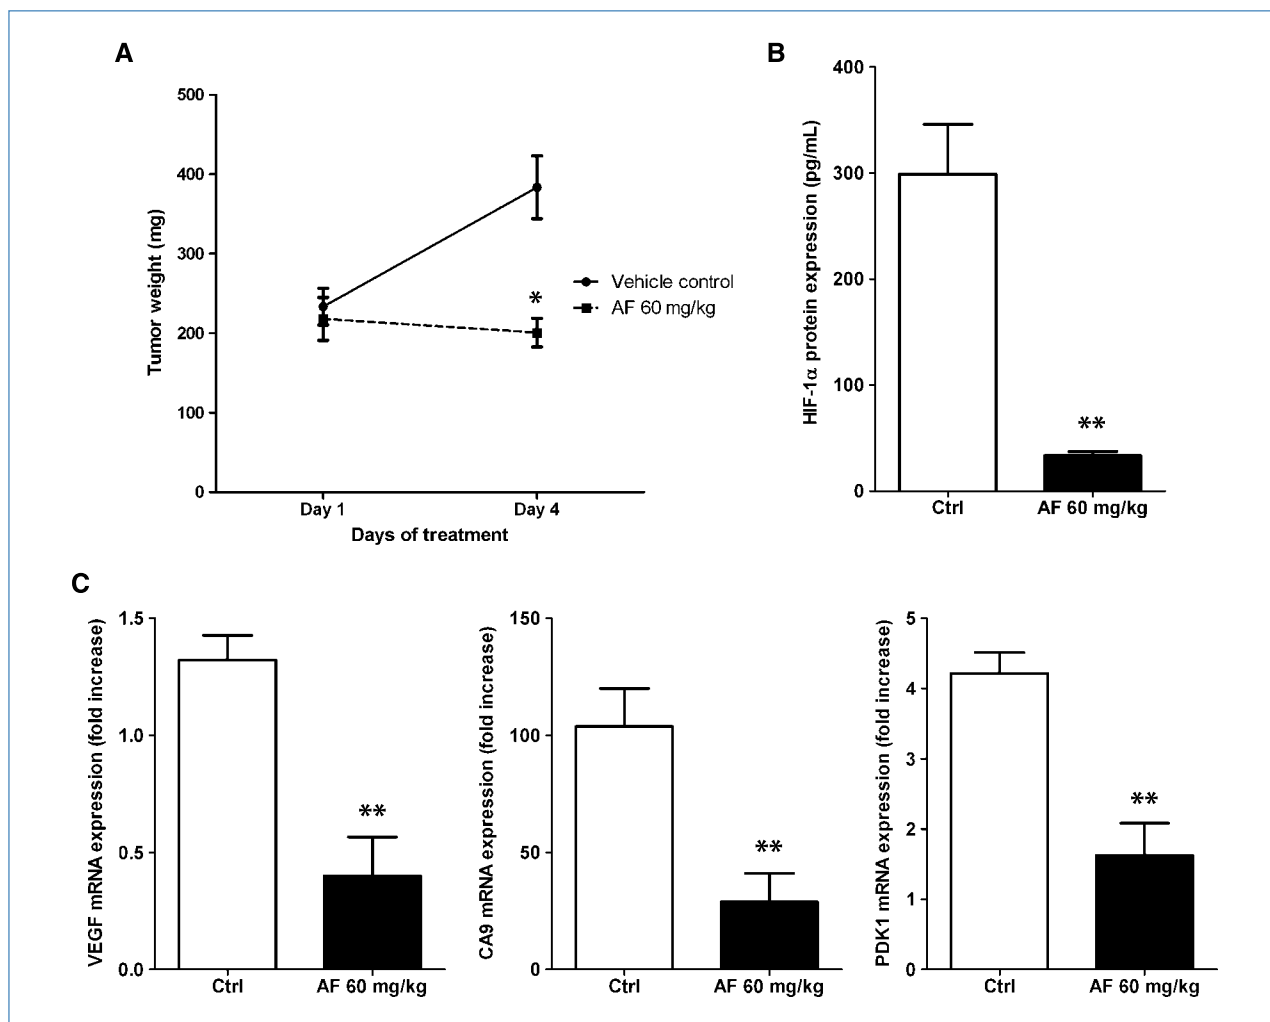 A
500
400
300
200
100
0
Tumor weight (mg)
Day 1
Day 4
Days of treatment
*
Vehicle control
AF 60 mg/kg
B
400
300
200
100
0
HIF-1α protein expression (pg/mL)
**
Ctrl
AF 60 mg/kg
C
1.5
1.0
0.5
0.0
VEGF mRNA expression (fold increase)
**
Ctrl
AF 60 mg/kg
150
100
50
0
CA9 mRNA expression (fold increase)
**
Ctrl
AF 60 mg/kg
5
4
3
2
1
0
PDK1 mRNA expression (fold increase)
**
Ctrl
AF 60 mg/kg